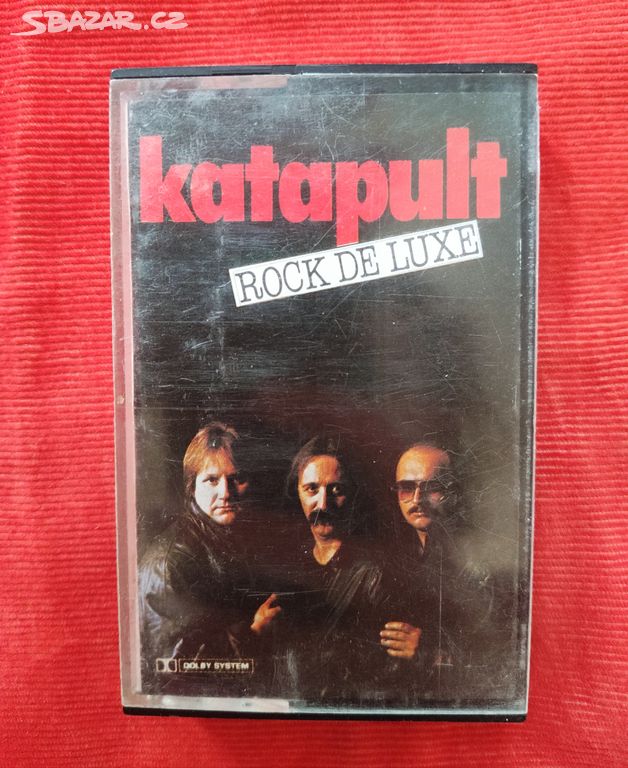 SBAZAR.CZ
katapult
ROCK DE LUXE
DOLBY SYSTEM